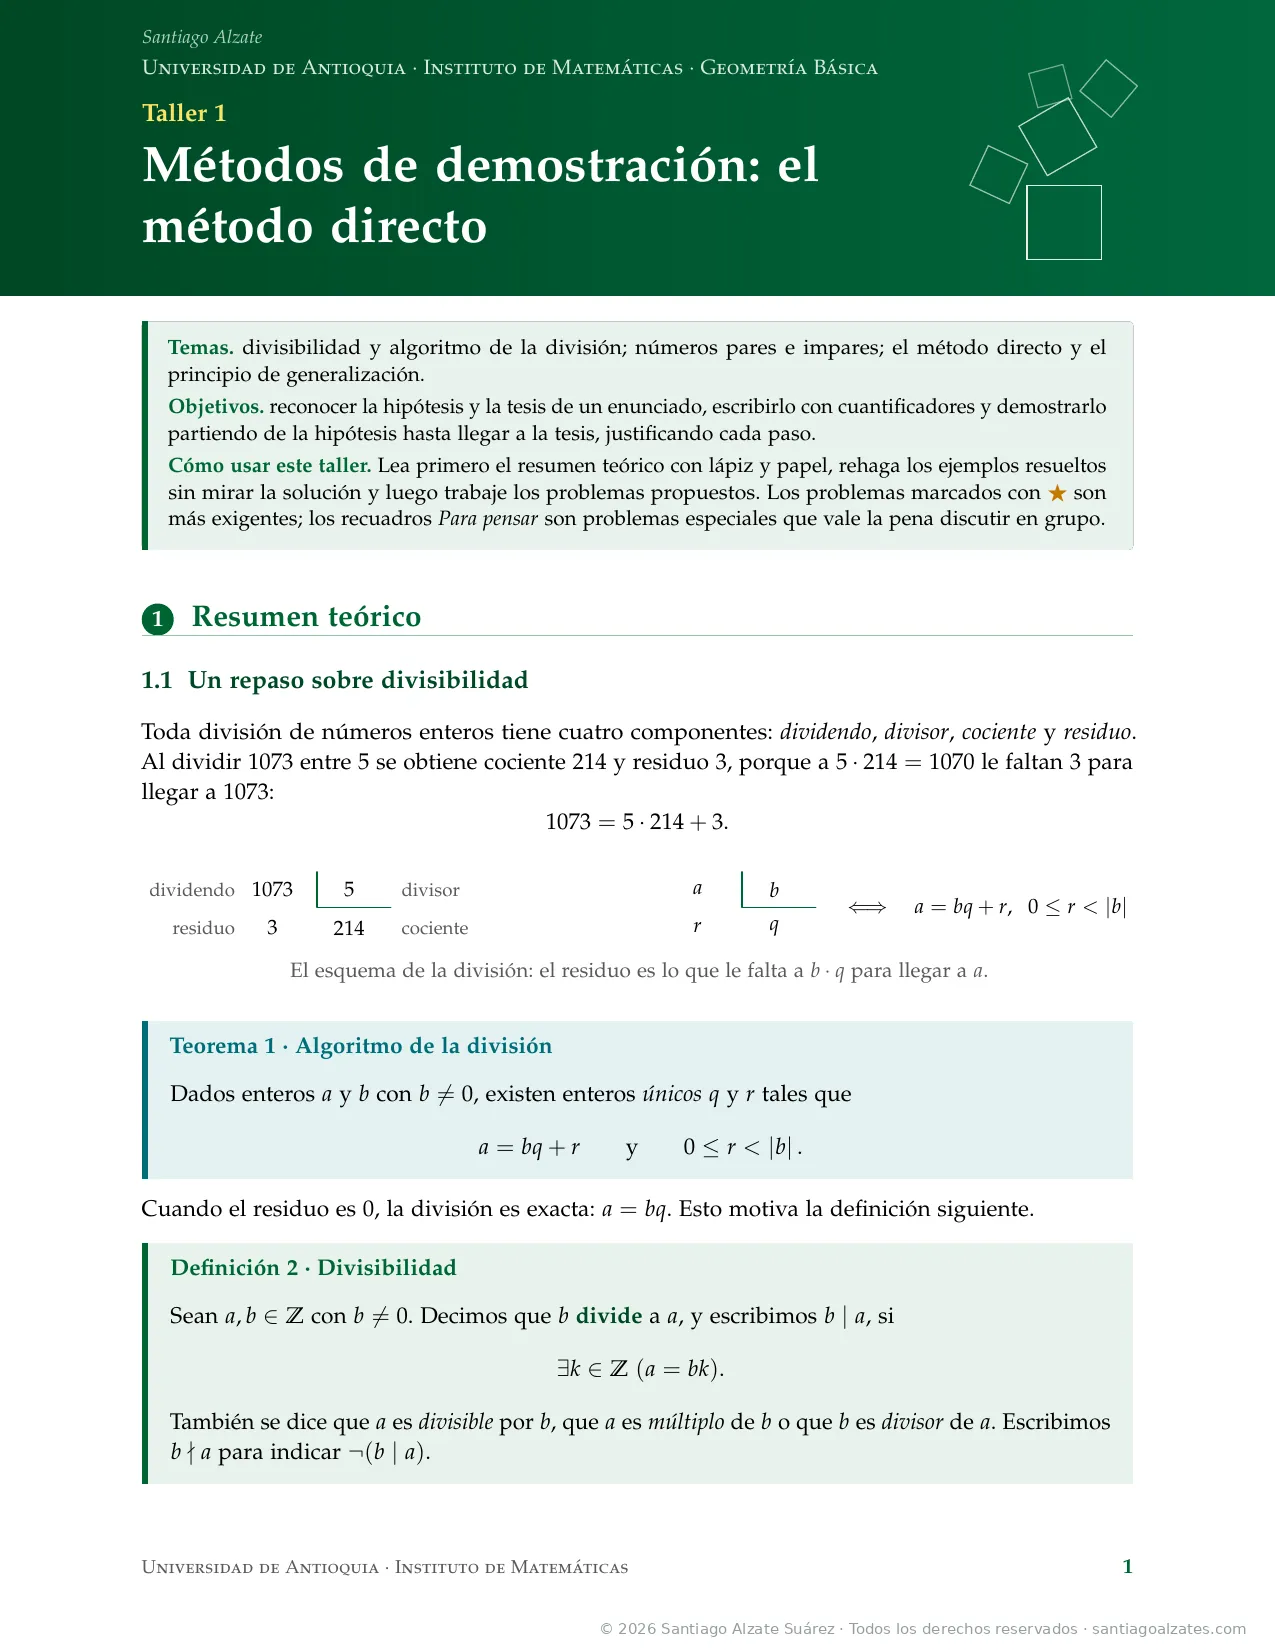 Santiago Alzate
Universidad de Antioquia · Instituto de Matemáticas · Geometría Básica
Taller 1
Métodos de demostración: el
método directo
Temas. divisibilidad y algoritmo de la división; números pares e impares; el método directo y el
principio de generalización.
Objetivos. reconocer la hipótesis y la tesis de un enunciado, escribirlo con cuantificadores y demostrarlo
partiendo de la hipótesis hasta llegar a la tesis, justificando cada paso.
Cómo usar este taller. Lea primero el resumen teórico con lápiz y papel, rehaga los ejemplos resueltos
sin mirar la solución y luego trabaje los problemas propuestos. Los problemas marcados con ★ son
más exigentes; los recuadros Para pensar son problemas especiales que vale la pena discutir en grupo.
1 Resumen teórico
1.1 Un repaso sobre divisibilidad
Toda división de números enteros tiene cuatro componentes: dividendo, divisor, cociente y residuo.
Al dividir 1073 entre 5 se obtiene cociente 214 y residuo 3, porque a 5 · 214 = 1070 le faltan 3 para
llegar a 1073:
1073 = 5 · 214 + 3.
dividendo 1073 5 divisor
residuo 3 214 cociente
a b
r q
⟺ a = bq + r, 0 ≤ r < |b|
El esquema de la división: el residuo es lo que le falta a b · q para llegar a a.
Teorema 1 · Algoritmo de la división
Dados enteros a y b con b ≠ 0, existen enteros únicos q y r tales que
a = bq + r y 0 ≤ r < |b|.
Cuando el residuo es 0, la división es exacta: a = bq. Esto motiva la definición siguiente.
Definición 2 · Divisibilidad
Sean a, b ∈ ℤ con b ≠ 0. Decimos que b divide a a, y escribimos b | a, si
∃k ∈ ℤ (a = bk).
También se dice que a es divisible por b, que a es múltiplo de b o que b es divisor de a. Escribimos
b ∤ a para indicar ¬(b | a).
Universidad de Antioquia · Instituto de Matemáticas 1
© 2026 Santiago Alzate Suárez · Todos los derechos reservados · santiagoalzates.com